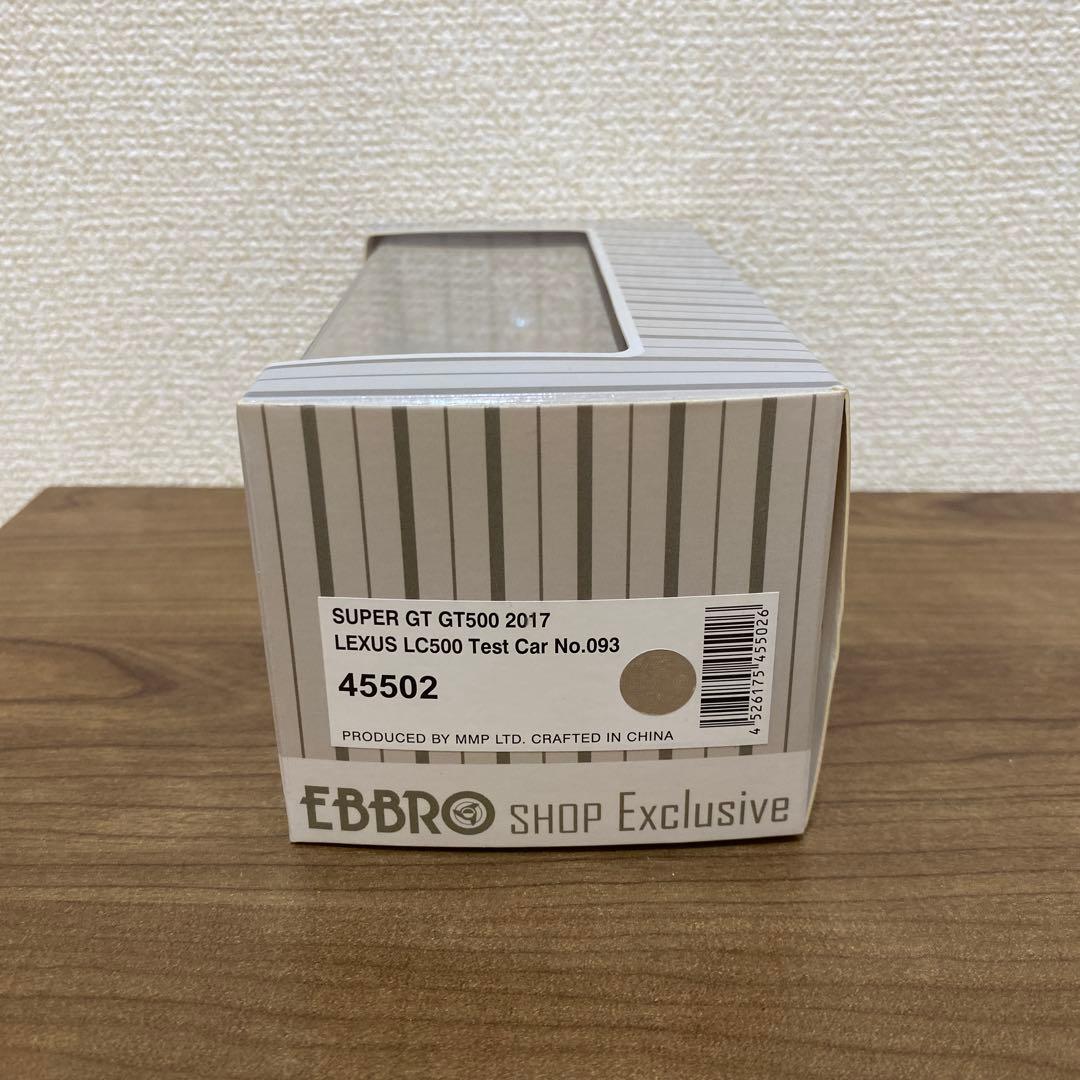 SUPER GT GT500 2017
LEXUS LC500 Test Car No.093
45502
4 526175 455026
PRODUCED BY MMP LTD. CRAFTED IN CHINA
EBBRO SHOP Exclusive